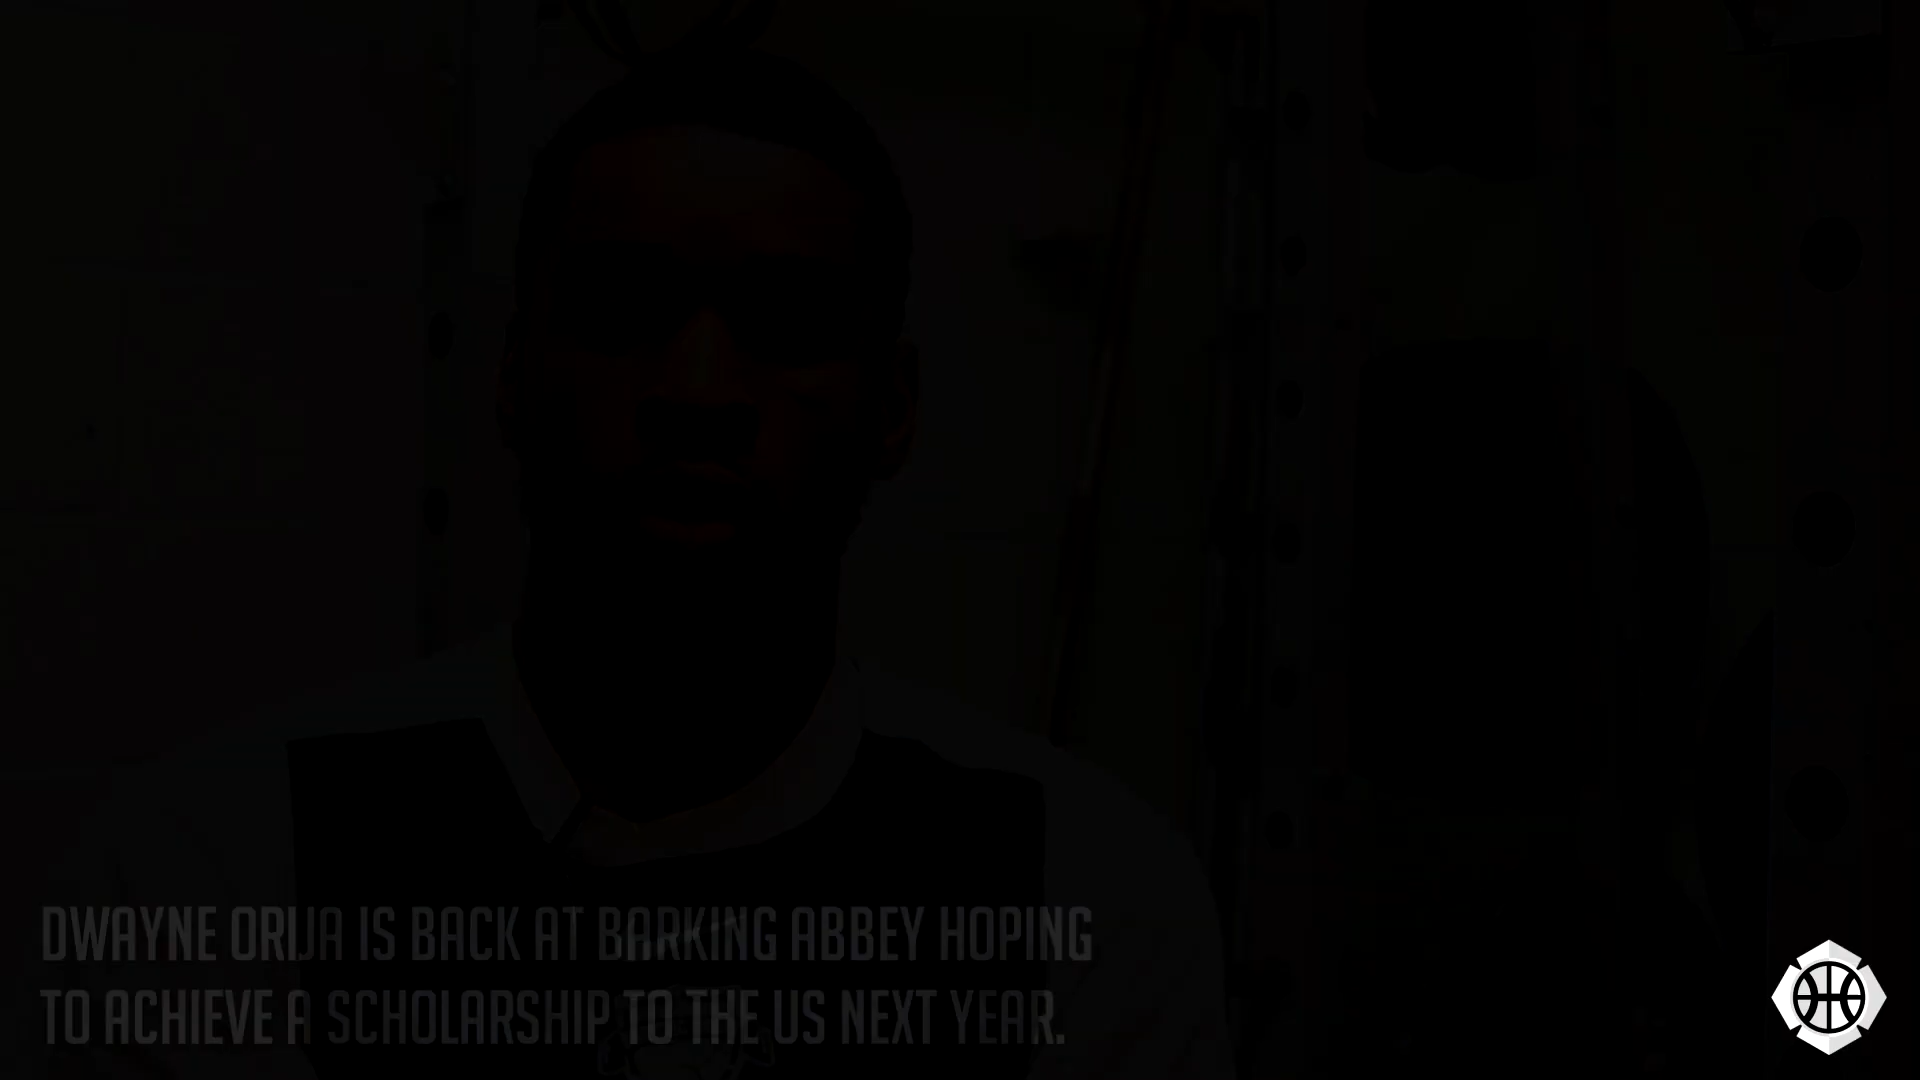 DWAYNE ORIJA IS BACK AT BARKING ABBEY HOPING
TO ACHIEVE A SCHOLARSHIP TO THE US NEXT YEAR.